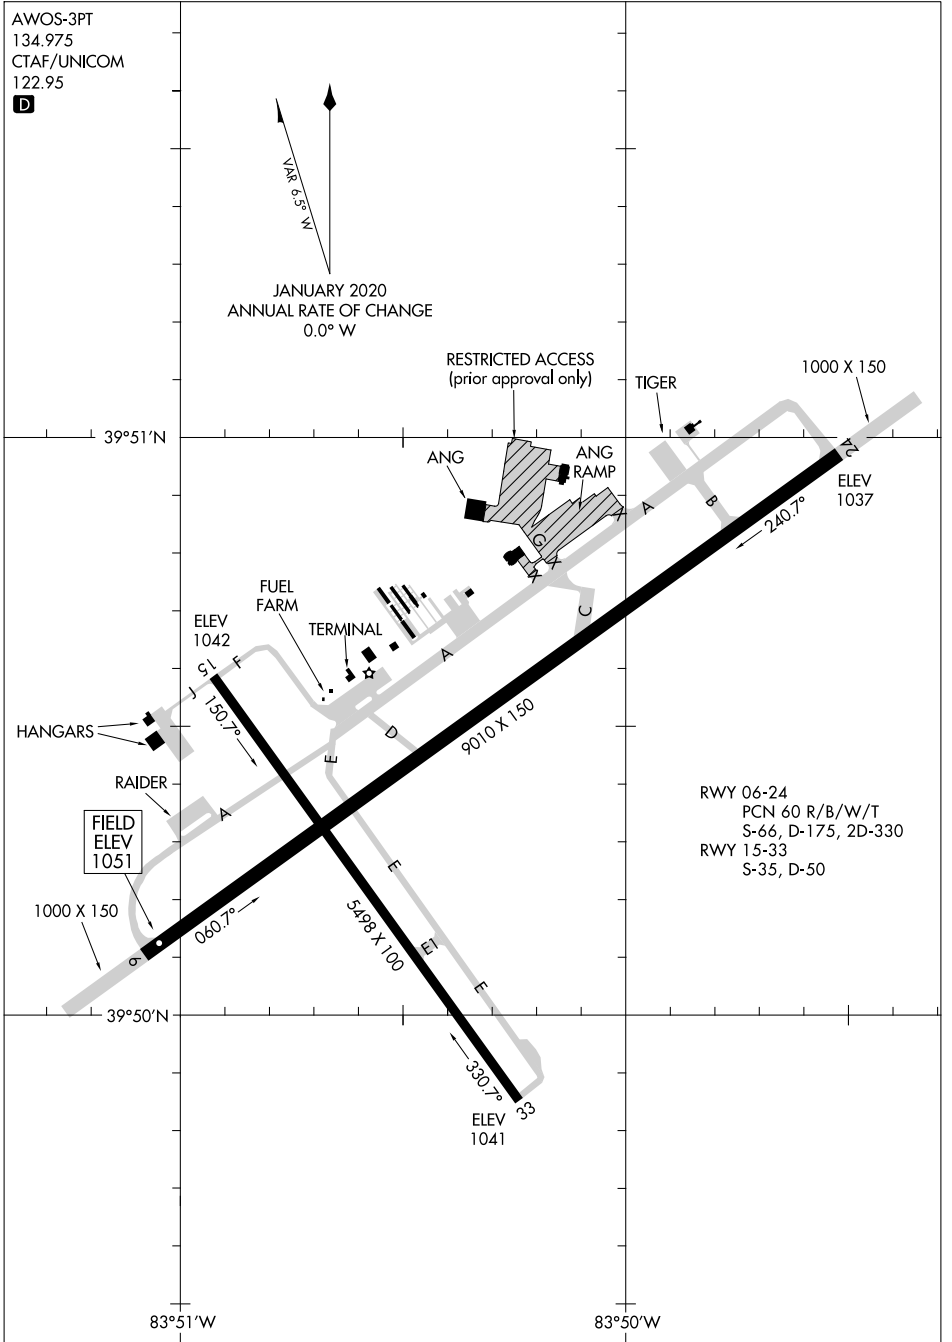 AWOS-3PT
134.975
CTAF/UNICOM
122.95
D
VAR 6.5° W
JANUARY 2020
ANNUAL RATE OF CHANGE
0.0° W
RESTRICTED ACCESS
(prior approval only)
TIGER
1000 X 150
39°51'N
ANG
ANG
RAMP
24
ELEV
1037
240.7°
X
A
B
G
X
X
C
FUEL
FARM
TERMINAL
ELEV
1042
15
F
J
A
150.7°
HANGARS
D
E
9010 X 150
RAIDER
A
FIELD
ELEV
1051
RWY 06-24
PCN 60 R/B/W/T
S-66, D-175, 2D-330
RWY 15-33
S-35, D-50
E
1000 X 150
060.7°
5498 X 100
E1
6
E
39°50'N
330.7°
33
ELEV
1041
83°51'W
83°50'W